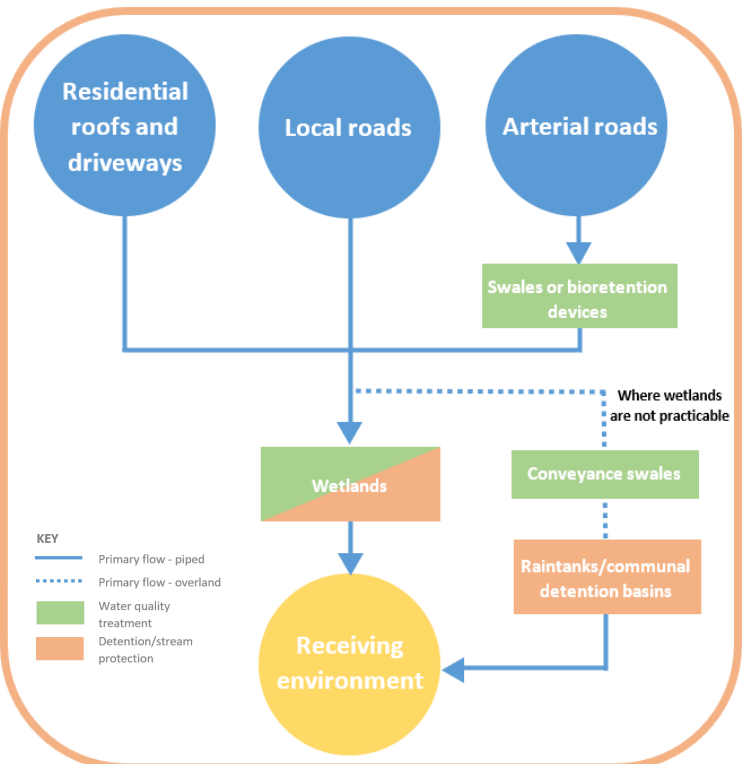 Residential
roofs and
driveways
Local roads
Arterial roads
Swales or bioretention
devices
Where wetlands
are not practicable
Wetlands
Conveyance swales
Raintanks/communal
detention basins
Receiving
environment
KEY
Primary flow - piped
Primary flow - overland
Water quality
treatment
Detention/stream
protection